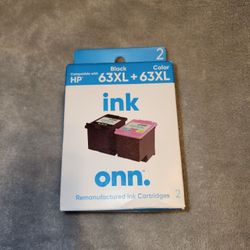 2
Black Color
Compatible with
HP 63XL + 63XL
ink
onn.
Remanufactured Ink Cartridges 2